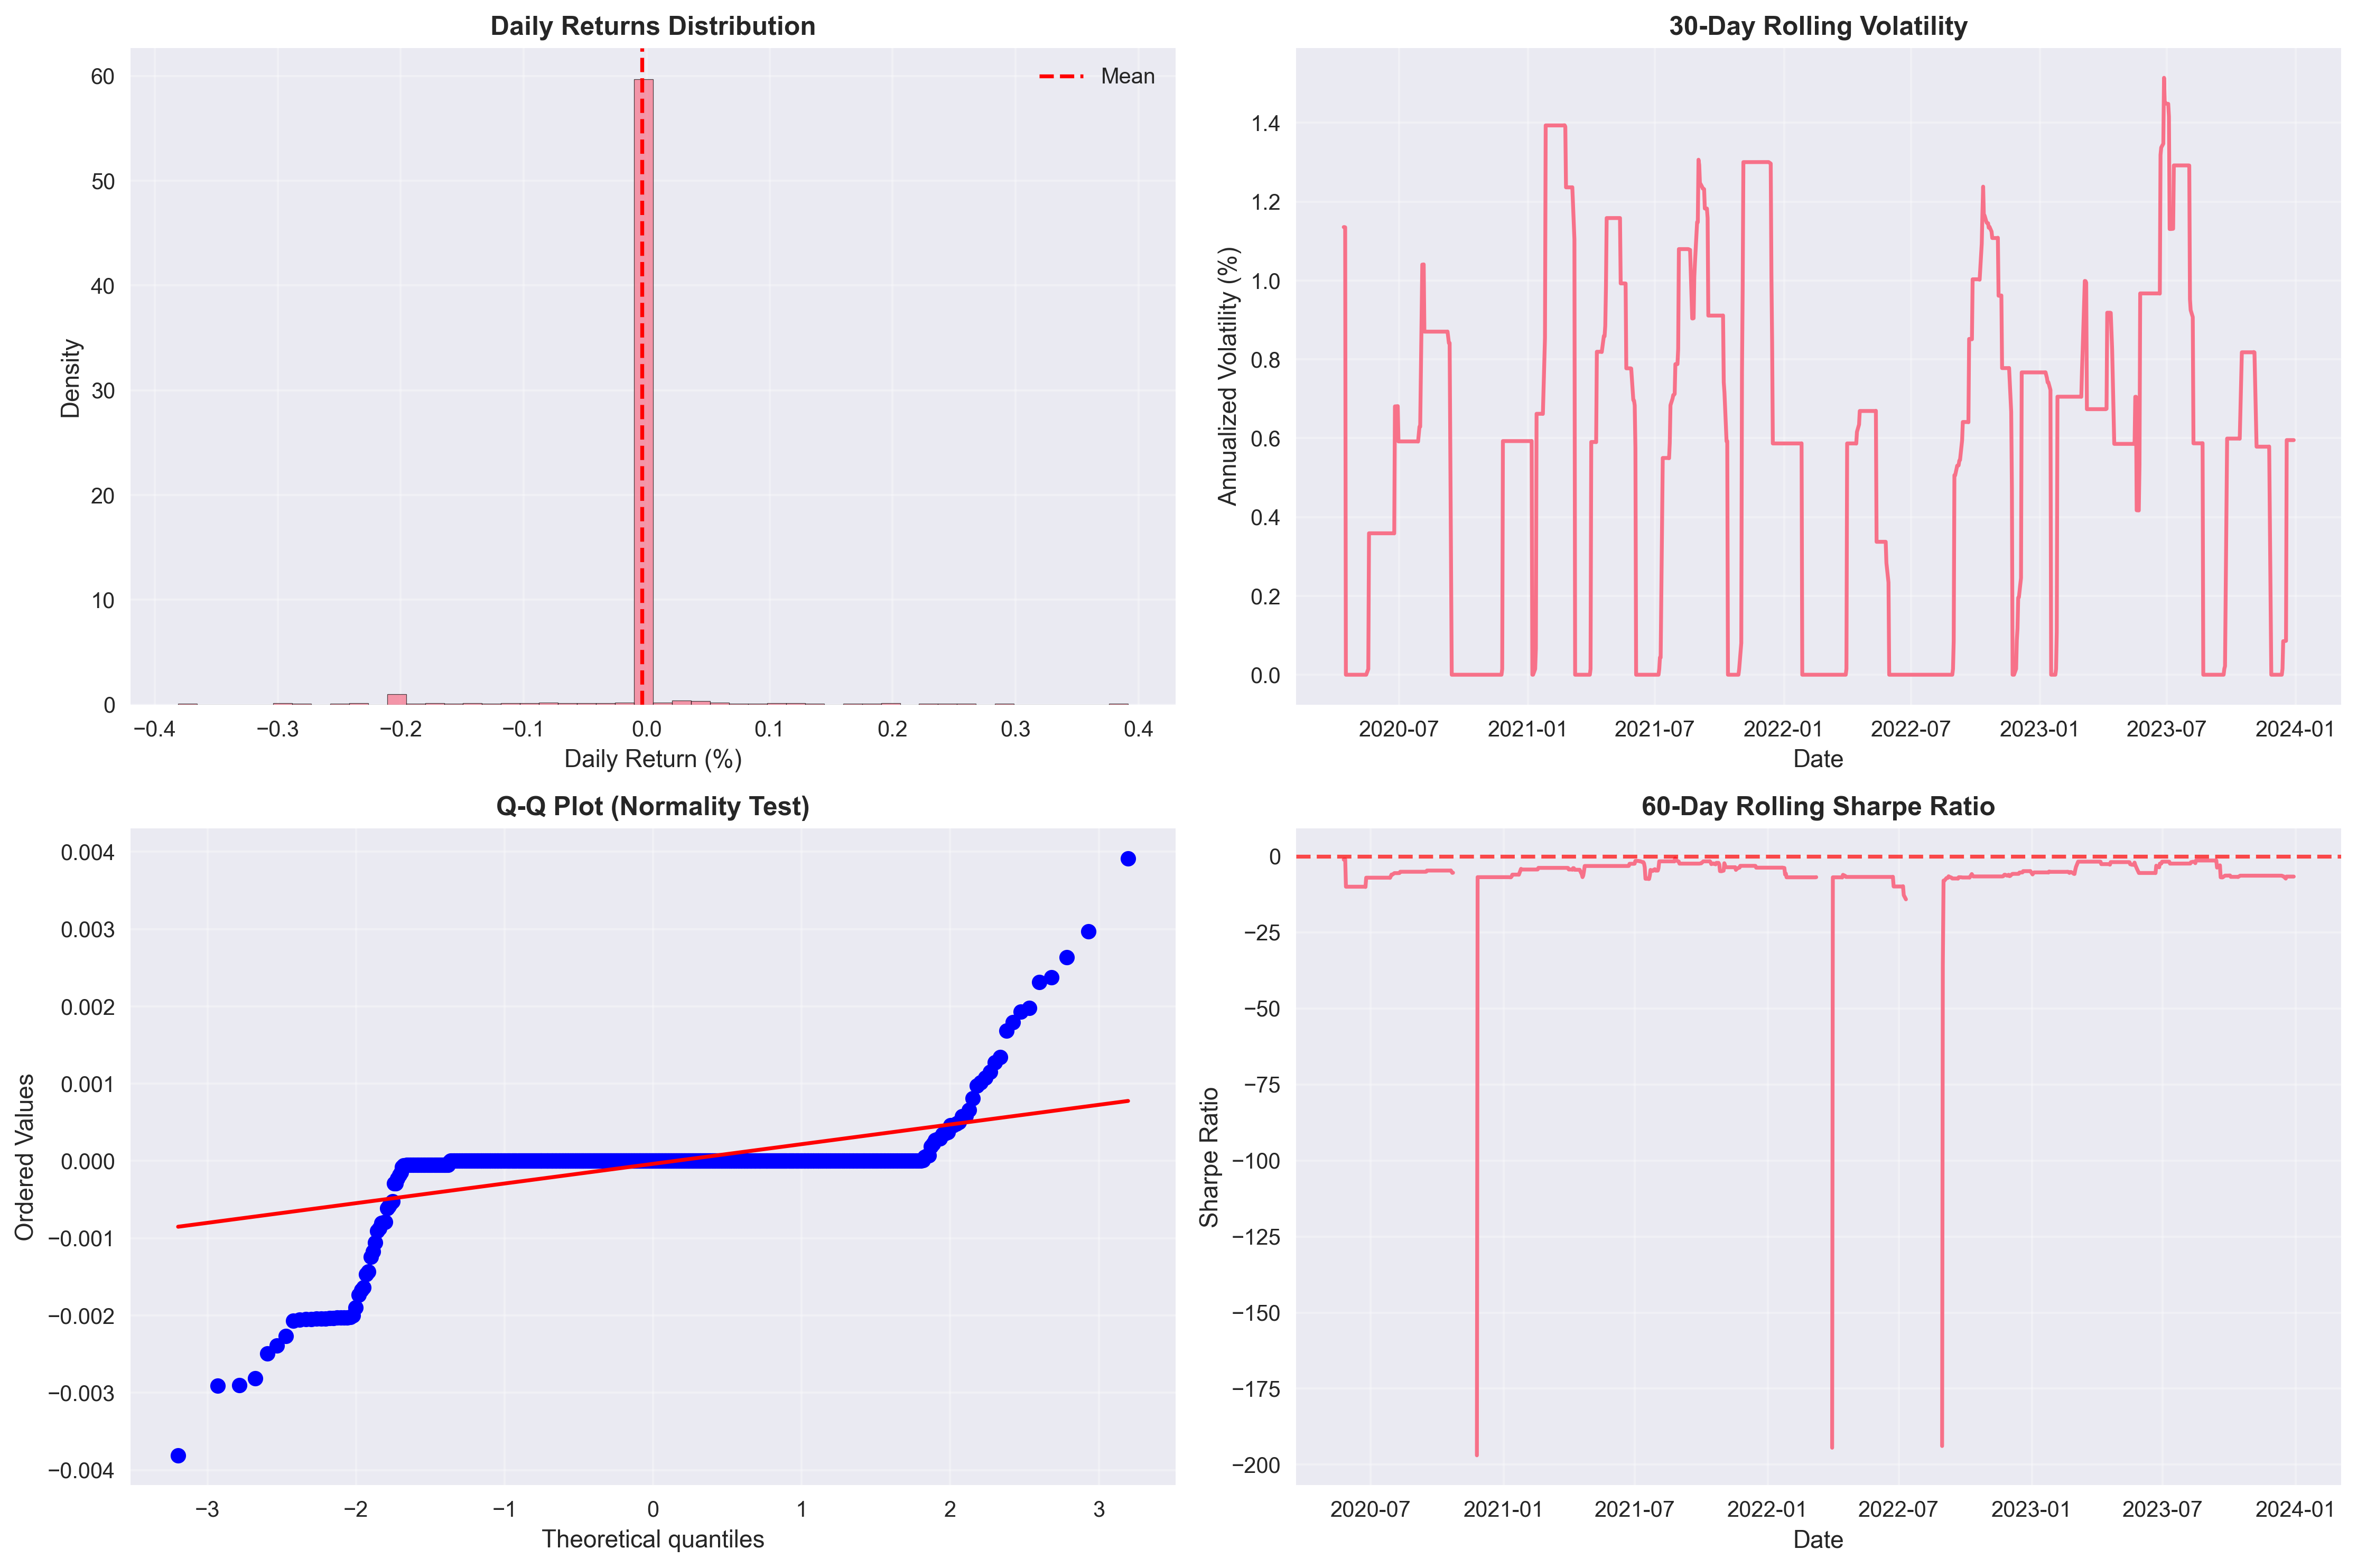 Daily Returns Distribution
Mean
60
50
40
30
20
10
0
Density
−0.4 −0.3 −0.2 −0.1 0.0 0.1 0.2 0.3 0.4
Daily Return (%)
30-Day Rolling Volatility
1.4
1.2
1.0
0.8
0.6
0.4
0.2
0.0
Annualized Volatility (%)
2020-07 2021-01 2021-07 2022-01 2022-07 2023-01 2023-07 2024-01
Date
Q-Q Plot (Normality Test)
0.004
0.003
0.002
0.001
0.000
−0.001
−0.002
−0.003
−0.004
Ordered Values
−3 −2 −1 0 1 2 3
Theoretical quantiles
60-Day Rolling Sharpe Ratio
0
−25
−50
−75
−100
−125
−150
−175
−200
Sharpe Ratio
2020-07 2021-01 2021-07 2022-01 2022-07 2023-01 2023-07 2024-01
Date